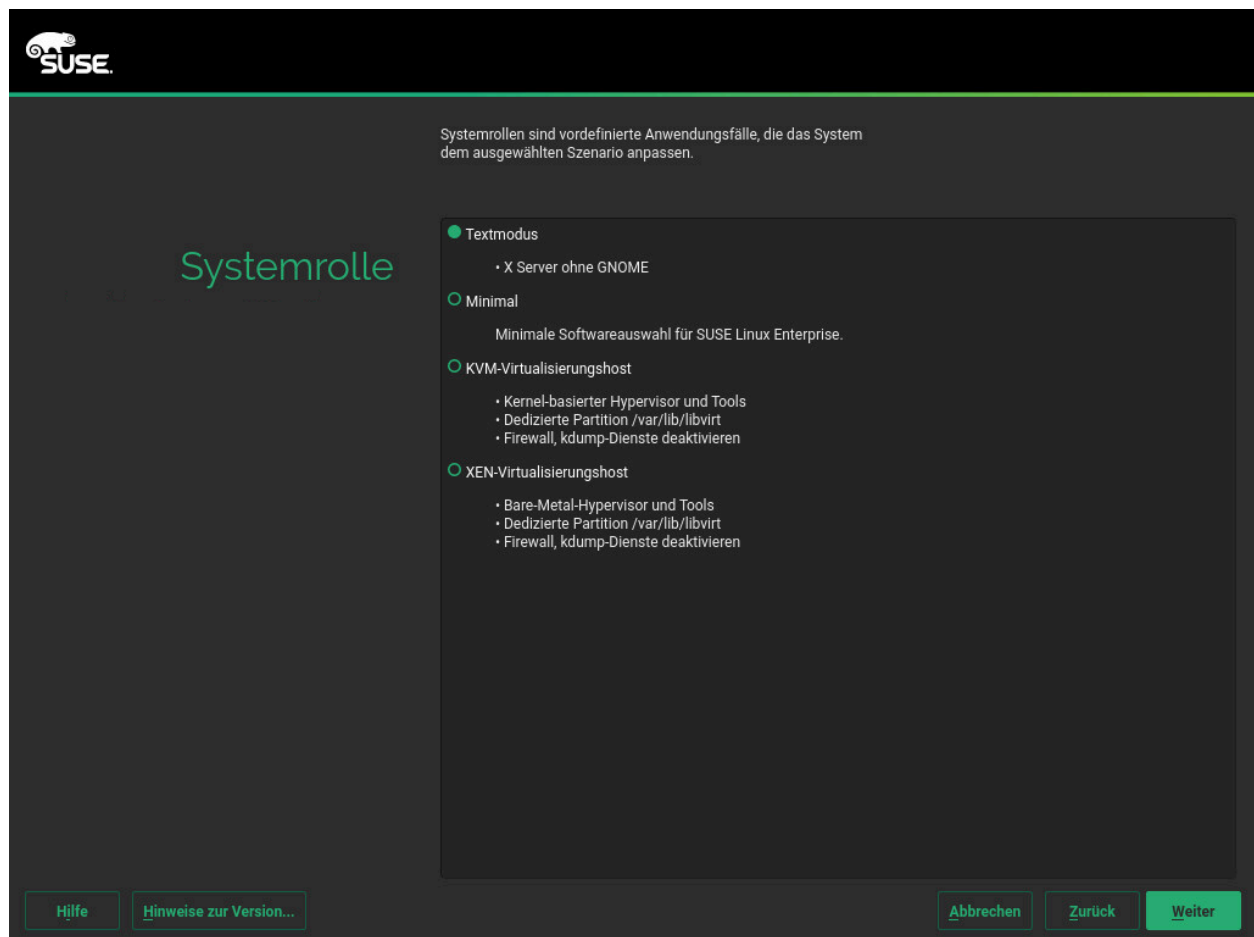 SUSE.
Systemrollen sind vordefinierte Anwendungsfälle, die das System
dem ausgewählten Szenario anpassen.
Systemrolle
Textmodus
• X Server ohne GNOME
Minimal
Minimale Softwareauswahl für SUSE Linux Enterprise.
KVM-Virtualisierungshost
• Kernel-basierter Hypervisor und Tools
• Dedizierte Partition /var/lib/libvirt
• Firewall, kdump-Dienste deaktivieren
XEN-Virtualisierungshost
• Bare-Metal-Hypervisor und Tools
• Dedizierte Partition /var/lib/libvirt
• Firewall, kdump-Dienste deaktivieren
Hilfe
Hinweise zur Version...
Abbrechen
Zurück
Weiter